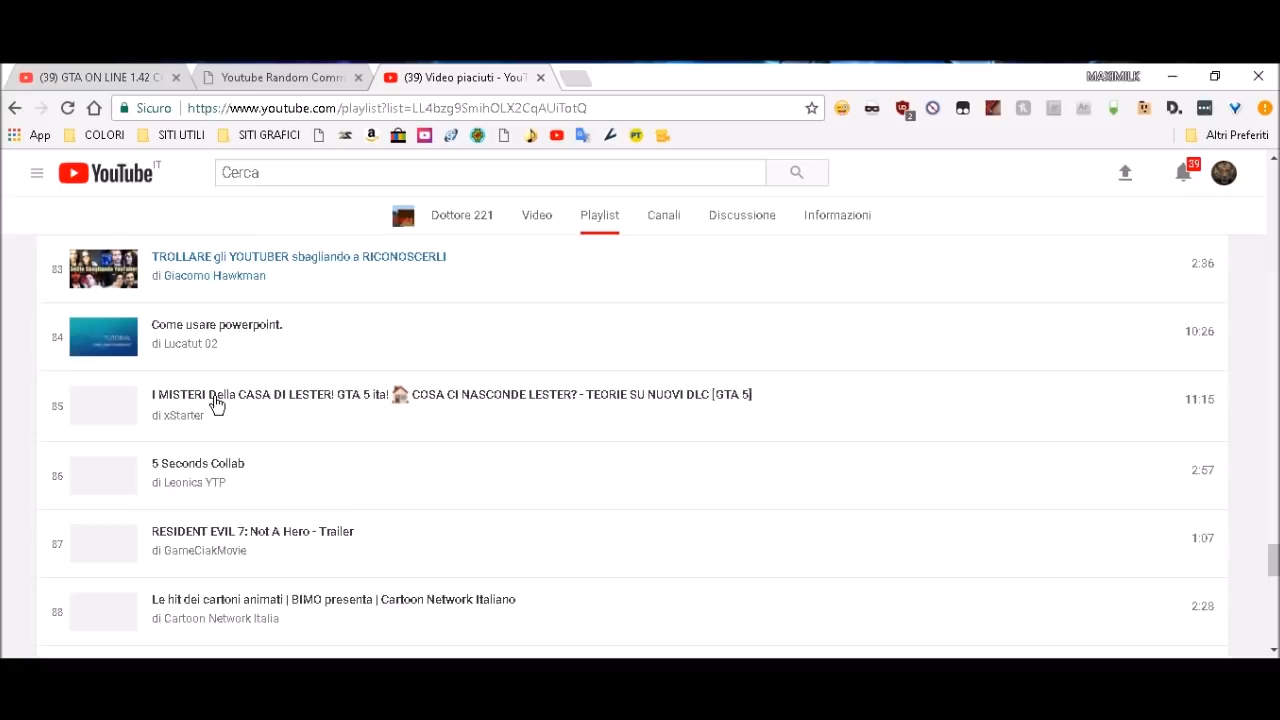 MAXIMILK
(39) GTA ON LINE 1.42 C
Youtube Random Comm
(39) Video piaciuti - YouT
Sicuro https://www.youtube.com/playlist?list=LL4bzg9SmihOLX2CqAUiTotQ
2
App COLORI SITI UTILI SITI GRAFICI Altri Preferiti
YouTube IT
Cerca
39
Dottore 221 Video Playlist Canali Discussione Informazioni
83 TROLLARE gli YOUTUBER sbagliando a RICONOSCERLI 2:36
di Giacomo Hawkman
84 Come usare powerpoint. 10:26
TUTORIAL
di Lucatut 02
85 I MISTERI Della CASA DI LESTER! GTA 5 ita! 🏠 COSA CI NASCONDE LESTER? - TEORIE SU NUOVI DLC [GTA 5] 11:15
di xStarter
86 5 Seconds Collab 2:57
di Leonics YTP
87 RESIDENT EVIL 7: Not A Hero - Trailer 1:07
di GameCiakMovie
88 Le hit dei cartoni animati | BIMO presenta | Cartoon Network Italiano 2:28
di Cartoon Network Italia